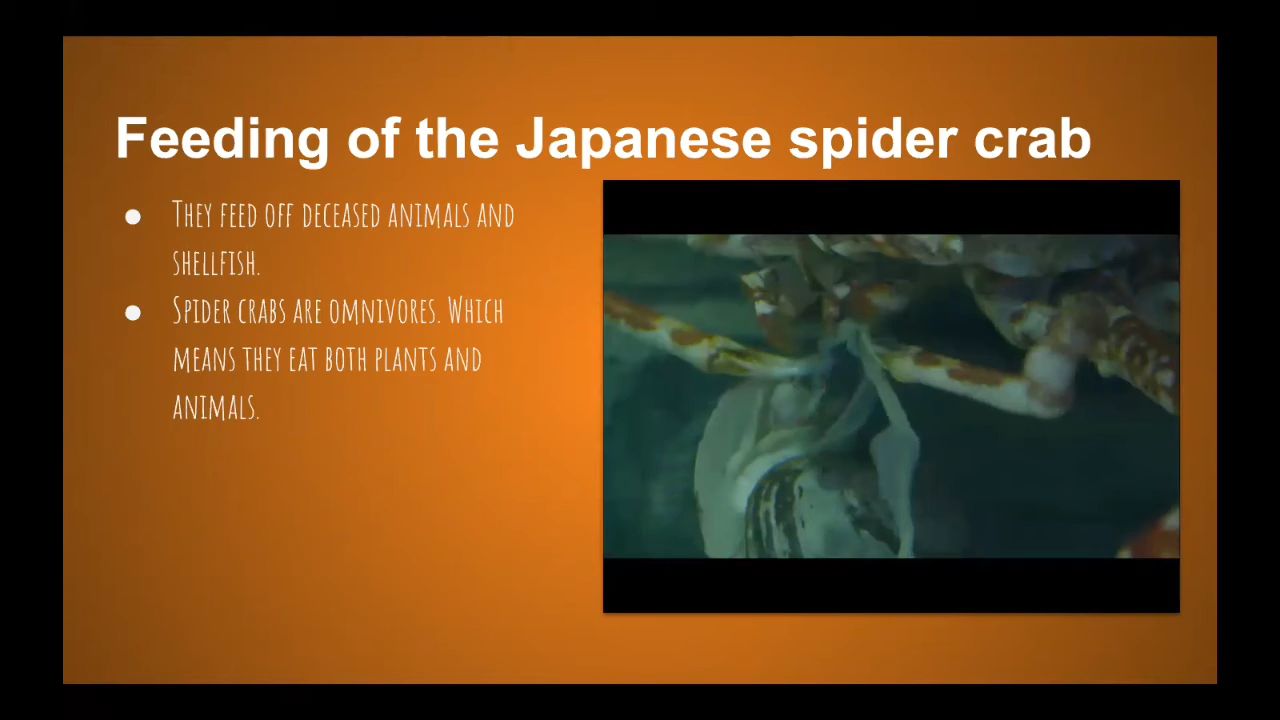 Feeding of the Japanese spider crab
● They feed off deceased animals and
shellfish.
● Spider crabs are omnivores. Which
means they eat both plants and
animals.